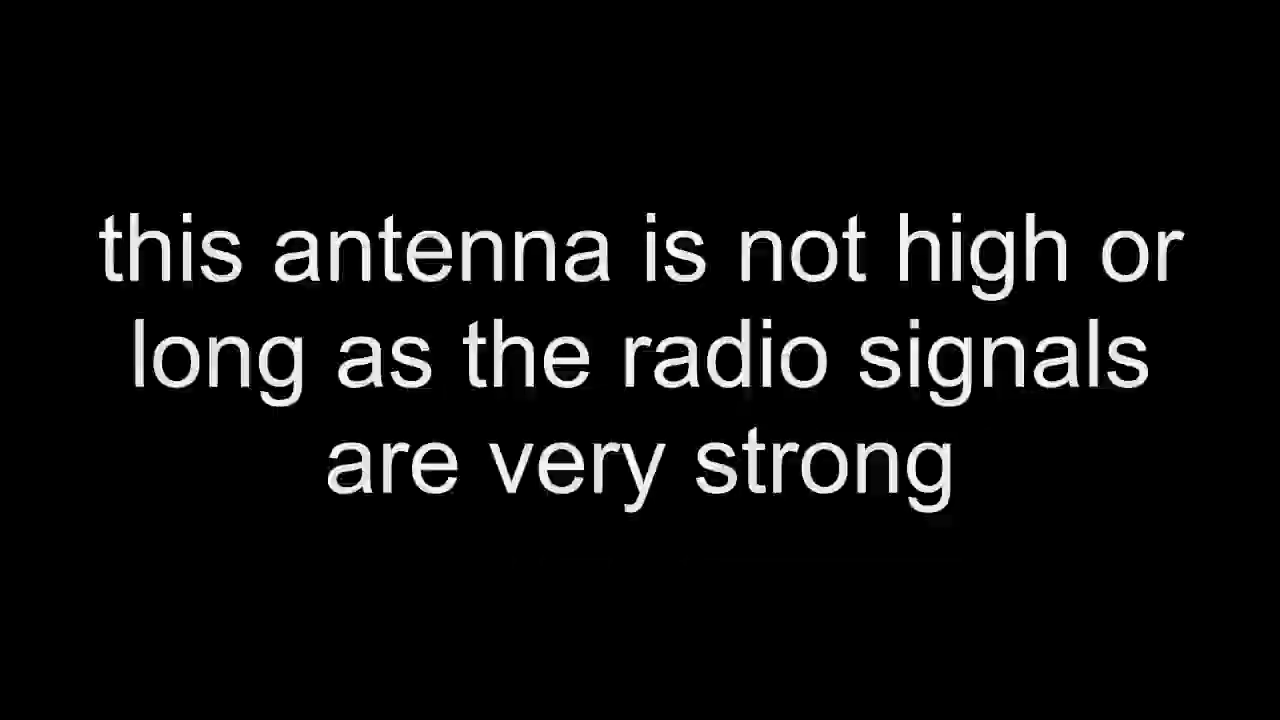 this antenna is not high or
long as the radio signals
are very strong